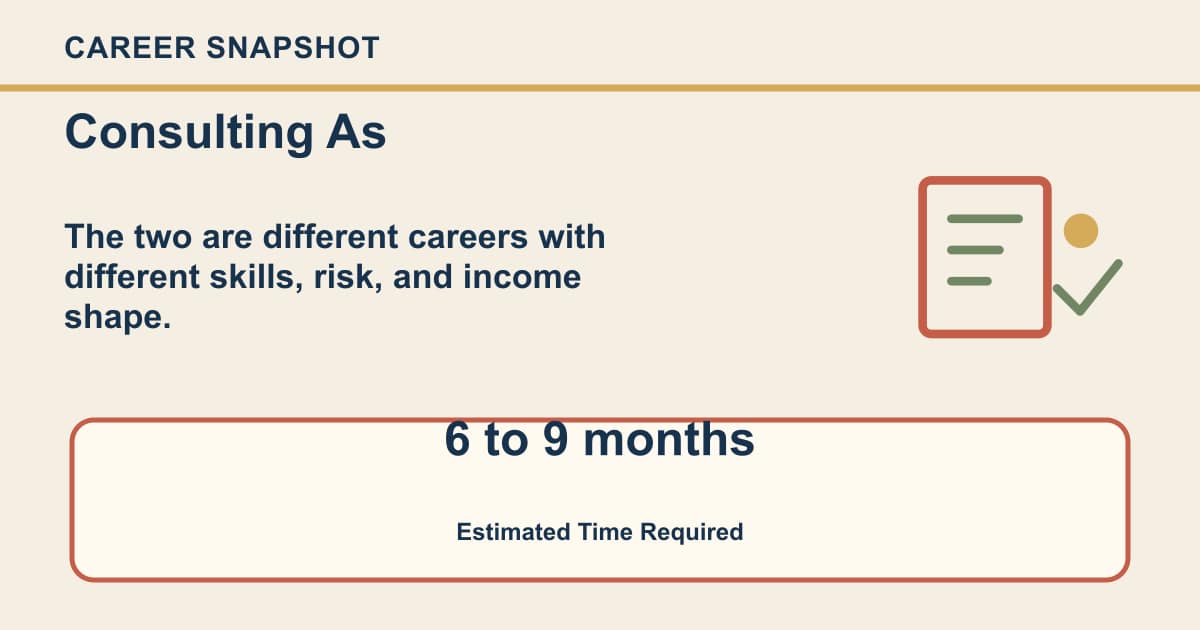 CAREER SNAPSHOT
Consulting As
The two are different careers with
different skills, risk, and income
shape.
6 to 9 months
Estimated Time Required